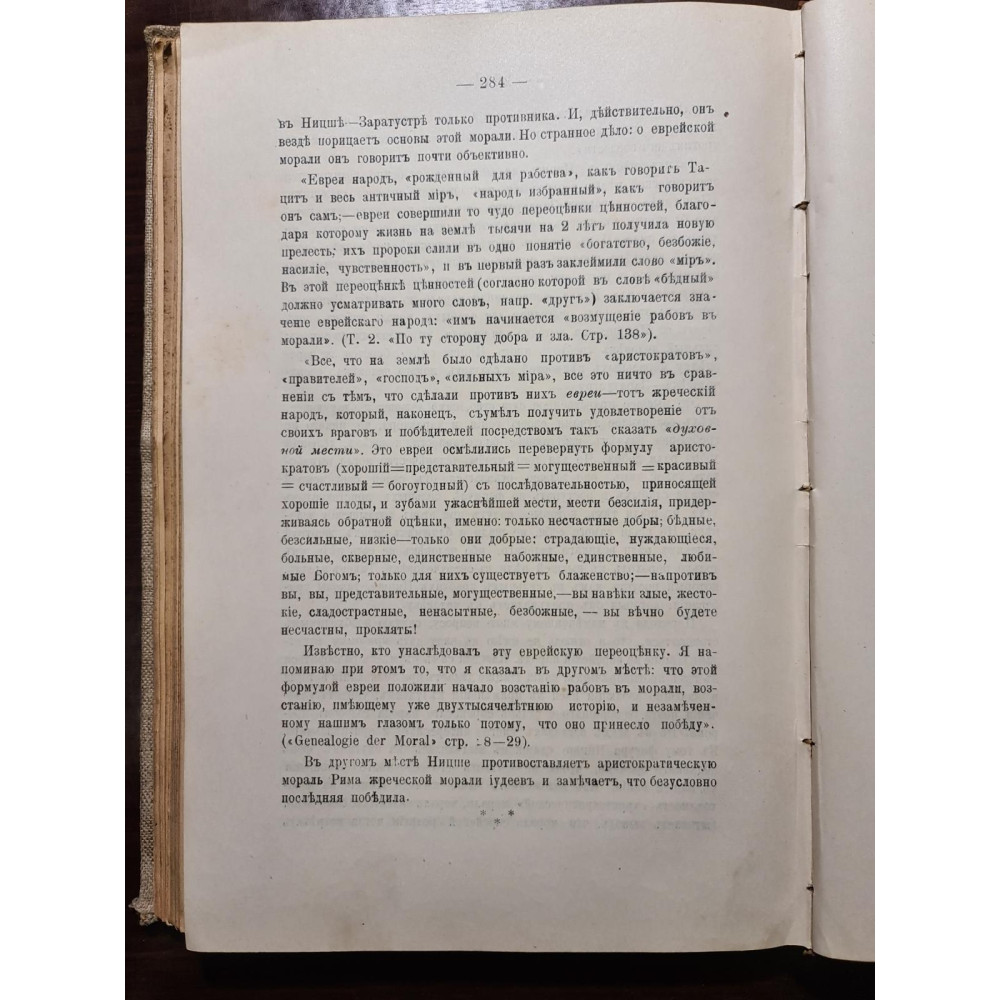 — 284 —
въ Ницшѣ—Заратустрѣ только противника. И, дѣйствительно, онъ
вездѣ порицаетъ основы этой морали. Но странное дѣло: о еврейской
морали онъ говоритъ почти объективно.
«Евреи народъ, «рожденный для рабства», какъ говоритъ Та-
цитъ и весь античный міръ, «народъ избранный», какъ говоритъ
онъ самъ;—евреи совершили то чудо переоцѣнки цѣнностей, благо-
даря которому жизнь на землѣ тысячи на 2 лѣтъ получила новую
прелесть; ихъ пророки слили въ одно понятіе «богатство, безбожіе,
насиліе, чувственность», и въ первый разъ заклеймили слово «міръ».
Въ этой переоцѣнкѣ цѣнностей (согласно которой въ словѣ «бѣдный»
должно усматривать много словъ, напр. «другъ») заключается зна-
ченіе еврейскаго народа: «имъ начинается «возмущеніе рабовъ въ
морали». (Т. 2. «По ту сторону добра и зла. Стр. 138»).
«Все, что на землѣ было сдѣлано противъ «аристократовъ»,
«правителей», «господъ», «сильныхъ міра», все это ничто въ срав-
неніи съ тѣмъ, что сдѣлали противъ нихъ евреи—тотъ жреческій
народъ, который, наконецъ, съумѣлъ получить удовлетвореніе отъ
своихъ враговъ и побѣдителей посредствомъ такъ сказать «духов-
ной мести». Это евреи осмѣлились перевернуть формулу аристо-
кратовъ (хорошій=представительный=могущественный=красивый
=счастливый=богоугодный) съ послѣдовательностью, приносящей
хорошіе плоды, и зубами ужаснѣйшей мести, мести безсилія, придер-
живаясь обратной оцѣнки, именно: только несчастные добры; бѣдные,
безсильные, низкіе—только они добрые: страдающіе, нуждающіеся,
больные, скверные, единственные набожные, единственные, люби-
мые Богомъ; только для нихъ существуетъ блаженство;—напротивъ
вы, вы, представительные, могущественные,—вы навѣки злые, жесто-
кіе, сладострастные, ненасытные, безбожные, — вы вѣчно будете
несчастны, прокляты!
Извѣстно, кто унаслѣдовалъ эту еврейскую переоцѣнку. Я на-
поминаю при этомъ то, что я сказалъ въ другомъ мѣстѣ: что этой
формулой евреи положили начало возстанію рабовъ въ морали, воз-
станію, имѣющему уже двухтысячелѣтнюю исторію, и незамѣчен-
ному нашимъ глазомъ только потому, что оно принесло побѣду».
(«Genealogie der Moral» стр. 8—29).
Въ другомъ мѣстѣ Ницше противоставляетъ аристократическую
мораль Рима жреческой морали іудеевъ и замѣчаетъ, что безусловно
послѣдняя побѣдила.
* * *